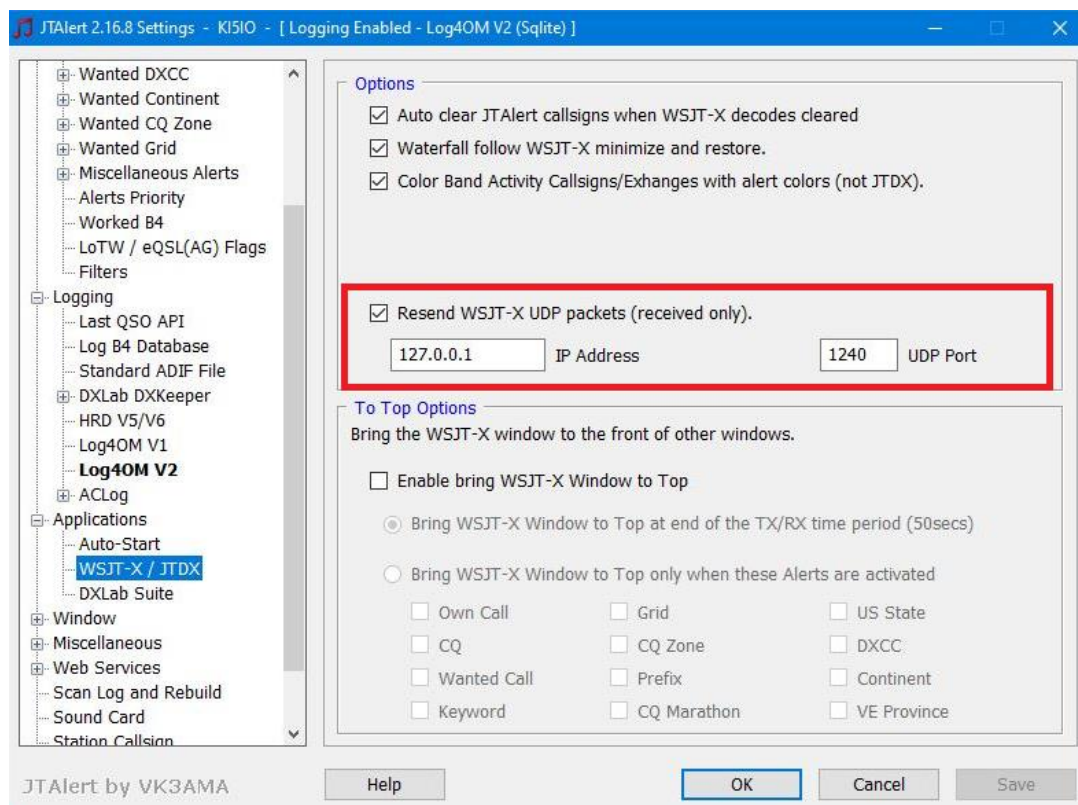 JTAlert 2.16.8 Settings - KI5IO - [ Logging Enabled - Log4OM V2 (Sqlite) ]
Wanted DXCC
Wanted Continent
Wanted CQ Zone
Wanted Grid
Miscellaneous Alerts
Alerts Priority
Worked B4
LoTW / eQSL(AG) Flags
Filters
Logging
Last QSO API
Log B4 Database
Standard ADIF File
DXLab DXKeeper
HRD V5/V6
Log4OM V1
Log4OM V2
ACLog
Applications
Auto-Start
WSJT-X / JTDX
DXLab Suite
Window
Miscellaneous
Web Services
Scan Log and Rebuild
Sound Card
Station Callsign
Options
Auto clear JTAlert callsigns when WSJT-X decodes cleared
Waterfall follow WSJT-X minimize and restore.
Color Band Activity Callsigns/Exhanges with alert colors (not JTDX).
Resend WSJT-X UDP packets (received only).
127.0.0.1 IP Address 1240 UDP Port
To Top Options
Bring the WSJT-X window to the front of other windows.
Enable bring WSJT-X Window to Top
Bring WSJT-X Window to Top at end of the TX/RX time period (50secs)
Bring WSJT-X Window to Top only when these Alerts are activated
Own Call Grid US State
CQ CQ Zone DXCC
Wanted Call Prefix Continent
Keyword CQ Marathon VE Province
JTAlert by VK3AMA Help OK Cancel Save